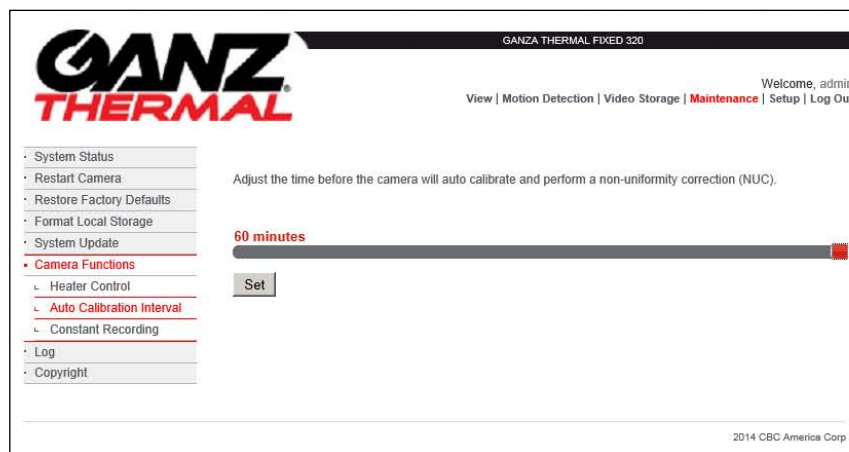 GANZ
THERMAL
GANZA THERMAL FIXED 320
Welcome, admin
View | Motion Detection | Video Storage | Maintenance | Setup | Log Ou
· System Status
· Restart Camera
· Restore Factory Defaults
· Format Local Storage
· System Update
▪ Camera Functions
Heater Control
Auto Calibration Interval
Constant Recording
· Log
· Copyright
Adjust the time before the camera will auto calibrate and perform a non-uniformity correction (NUC).
60 minutes
Set
2014 CBC America Corp